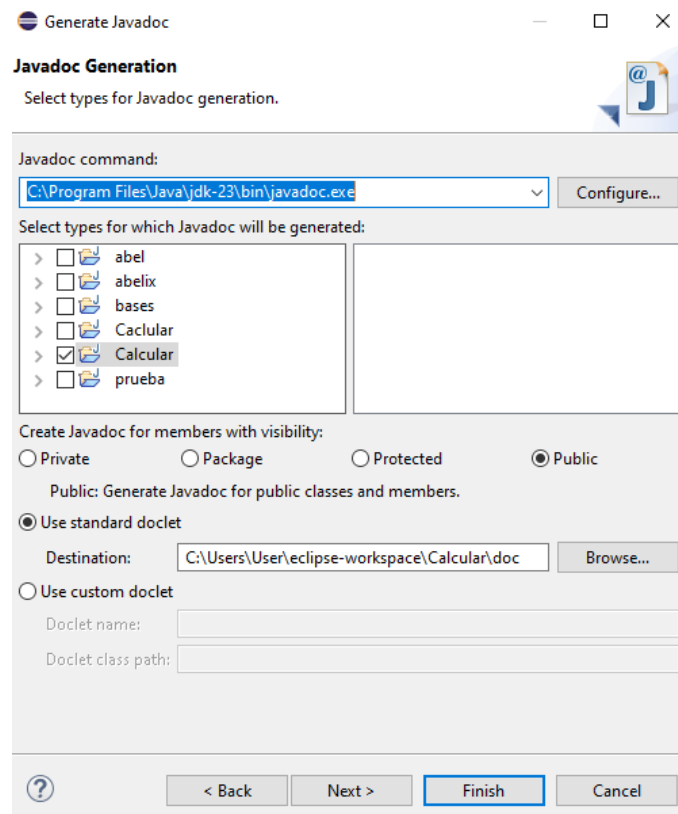 Generate Javadoc
Javadoc Generation
Select types for Javadoc generation.
@
J
Javadoc command:
C:\Program Files\Java\jdk-23\bin\javadoc.exe
Configure...
Select types for which Javadoc will be generated:
abel
abelix
bases
Caclular
Calcular
prueba
Create Javadoc for members with visibility:
Private Package Protected Public
Public: Generate Javadoc for public classes and members.
Use standard doclet
Destination: C:\Users\User\eclipse-workspace\Calcular\doc Browse...
Use custom doclet
Doclet name:
Doclet class path:
? < Back Next > Finish Cancel